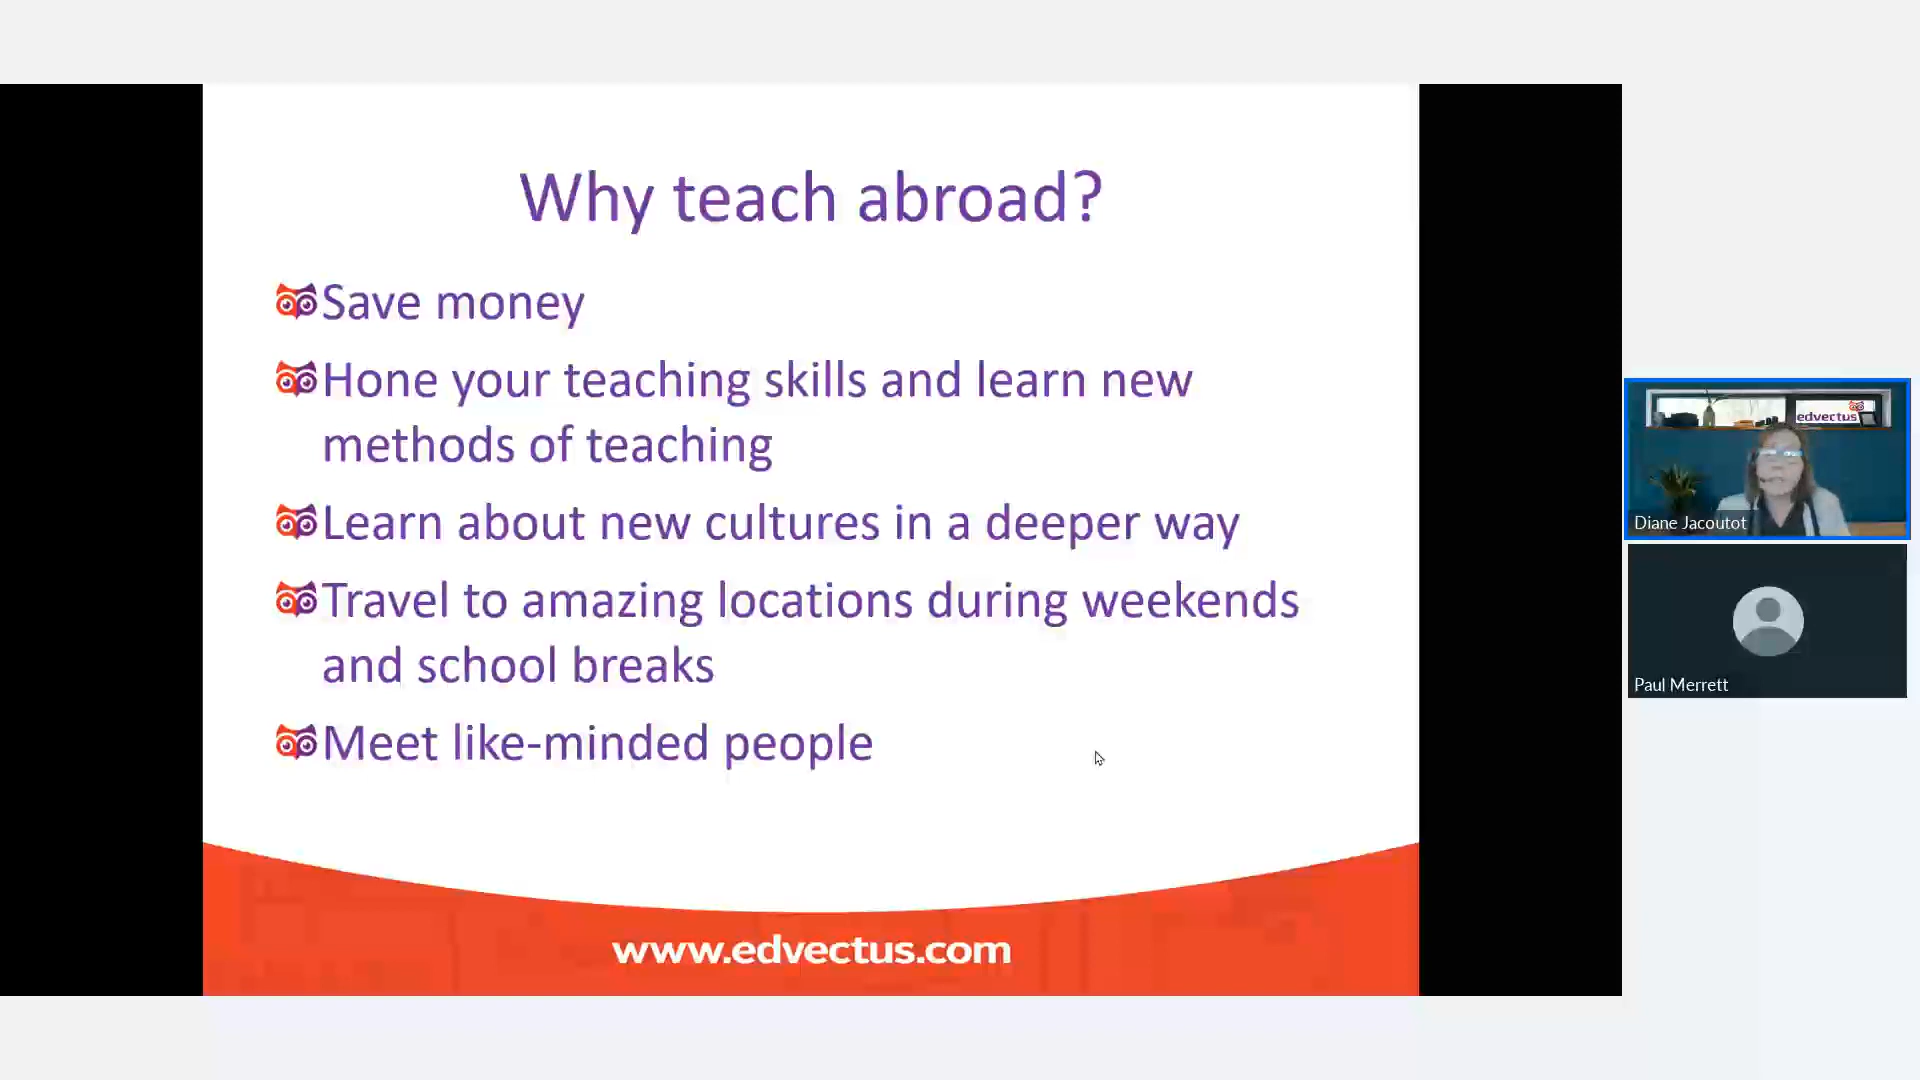 Why teach abroad?
Save money
Hone your teaching skills and learn new
methods of teaching
Learn about new cultures in a deeper way
Travel to amazing locations during weekends
and school breaks
Meet like-minded people
www.edvectus.com
edvectus
Diane Jacoutot
Paul Merrett